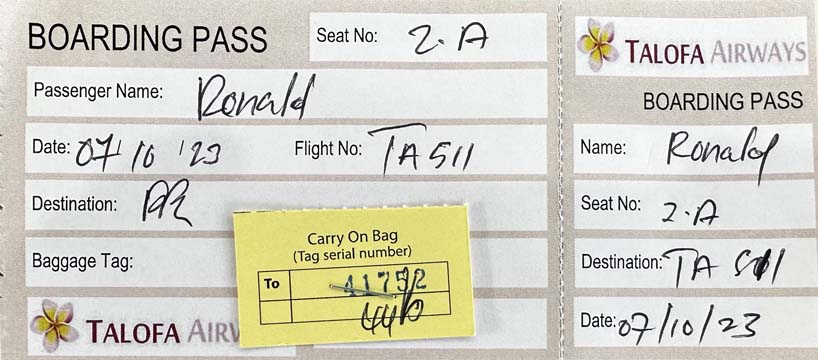 BOARDING PASS
Seat No: 2.A
Passenger Name: Ronald
Date: 07/10/23 Flight No: TA 511
Destination:
Baggage Tag:
TALOFA AIRW
Carry On Bag
(Tag serial number)
To 41752
TALOFA AIRWAYS
BOARDING PASS
Name: Ronald
Seat No: 2.A
Destination: TA 511
Date: 07/10/23